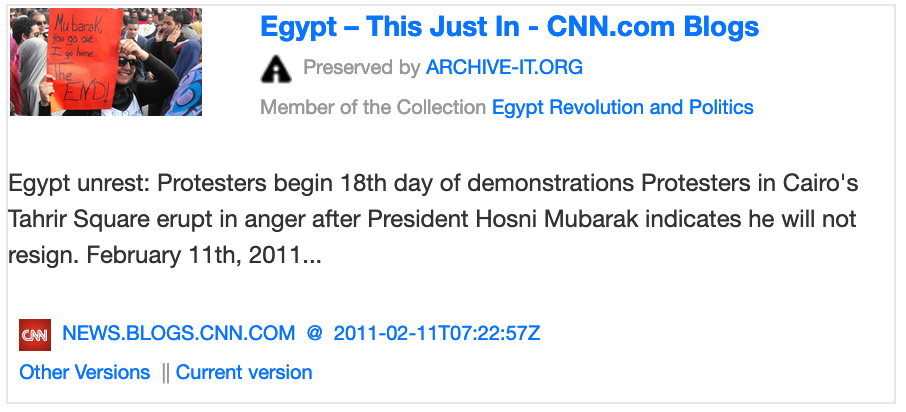 Mubarak,
you go out
I go home.
The
END!
Egypt – This Just In - CNN.com Blogs
Preserved by ARCHIVE-IT.ORG
Member of the Collection Egypt Revolution and Politics
Egypt unrest: Protesters begin 18th day of demonstrations Protesters in Cairo's
Tahrir Square erupt in anger after President Hosni Mubarak indicates he will not
resign. February 11th, 2011...
CNN NEWS.BLOGS.CNN.COM @ 2011-02-11T07:22:57Z
Other Versions || Current version